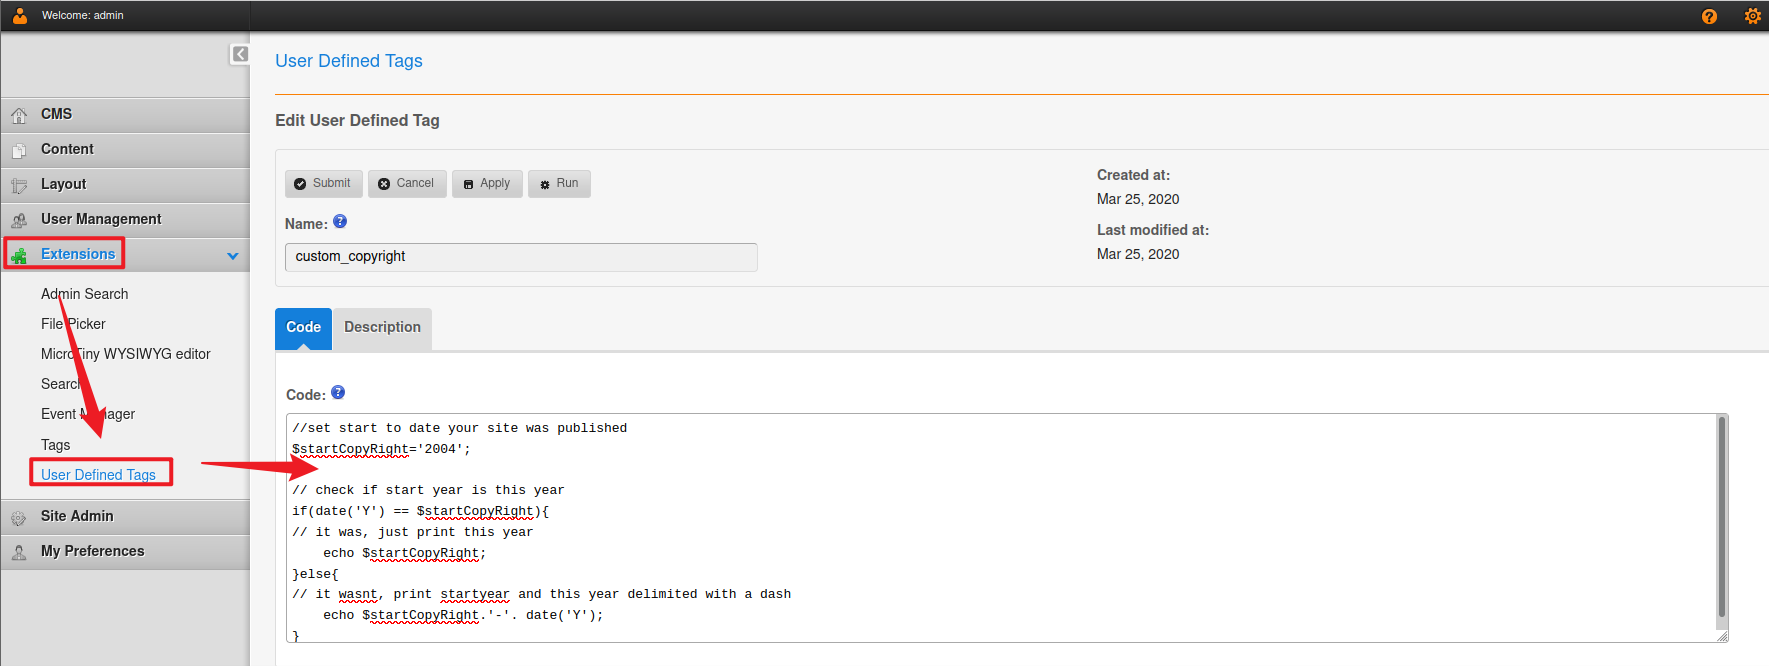 Welcome: admin
User Defined Tags
CMS
Content
Layout
User Management
Extensions
Admin Search
File Picker
MicroTiny WYSIWYG editor
Search
Event Manager
Tags
User Defined Tags
Site Admin
My Preferences
Edit User Defined Tag
Submit Cancel Apply Run
Name:
custom_copyright
Created at:
Mar 25, 2020
Last modified at:
Mar 25, 2020
Code Description
Code:
//set start to date your site was published
$startCopyRight='2004';
// check if start year is this year
if(date('Y') == $startCopyRight){
// it was, just print this year
    echo $startCopyRight;
}else{
// it wasnt, print startyear and this year delimited with a dash
    echo $startCopyRight.'-'. date('Y');
}